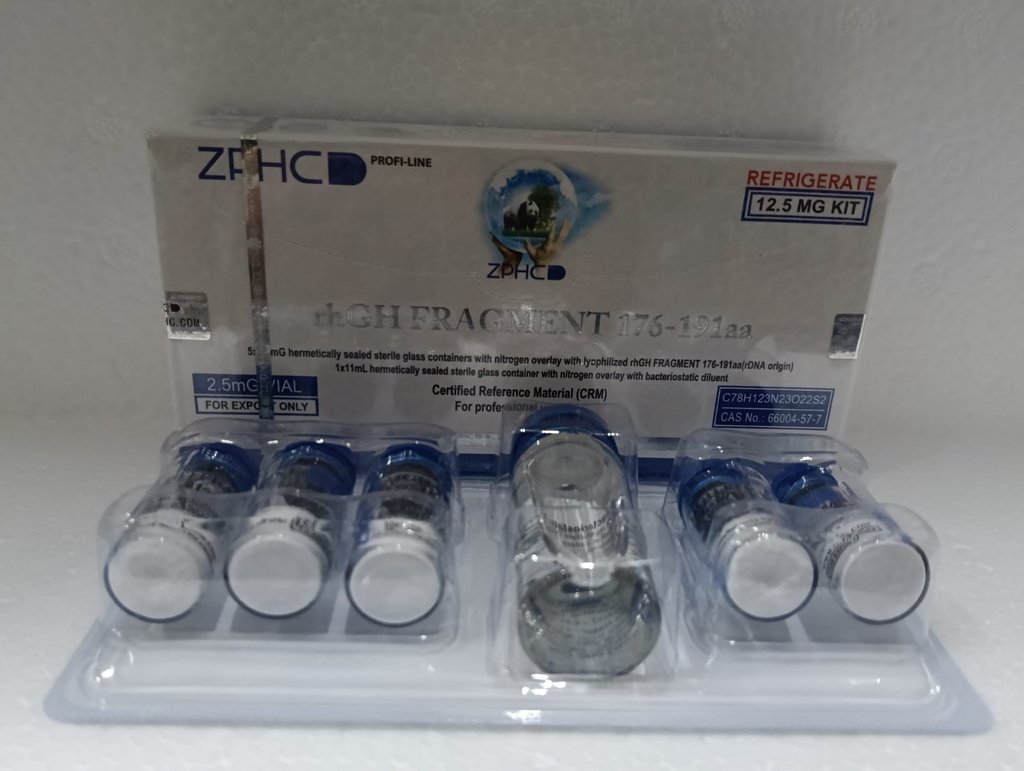 ZPHC PROFI-LINE
REFRIGERATE
12.5 MG KIT
ZPHC
rhGH FRAGMENT 176-191aa
mG hermetically sealed sterile glass containers with nitrogen overlay with lyophilized rhGH FRAGMENT 176-191aa(rDNA origin)
1x11mL hermetically sealed sterile glass container with nitrogen overlay with bacteriostatic diluent
Certified Reference Material (CRM)
For professional
2.5mG/VIAL
FOR EXPORT ONLY
C78H123N23O22S2
CAS No.: 66004-57-7